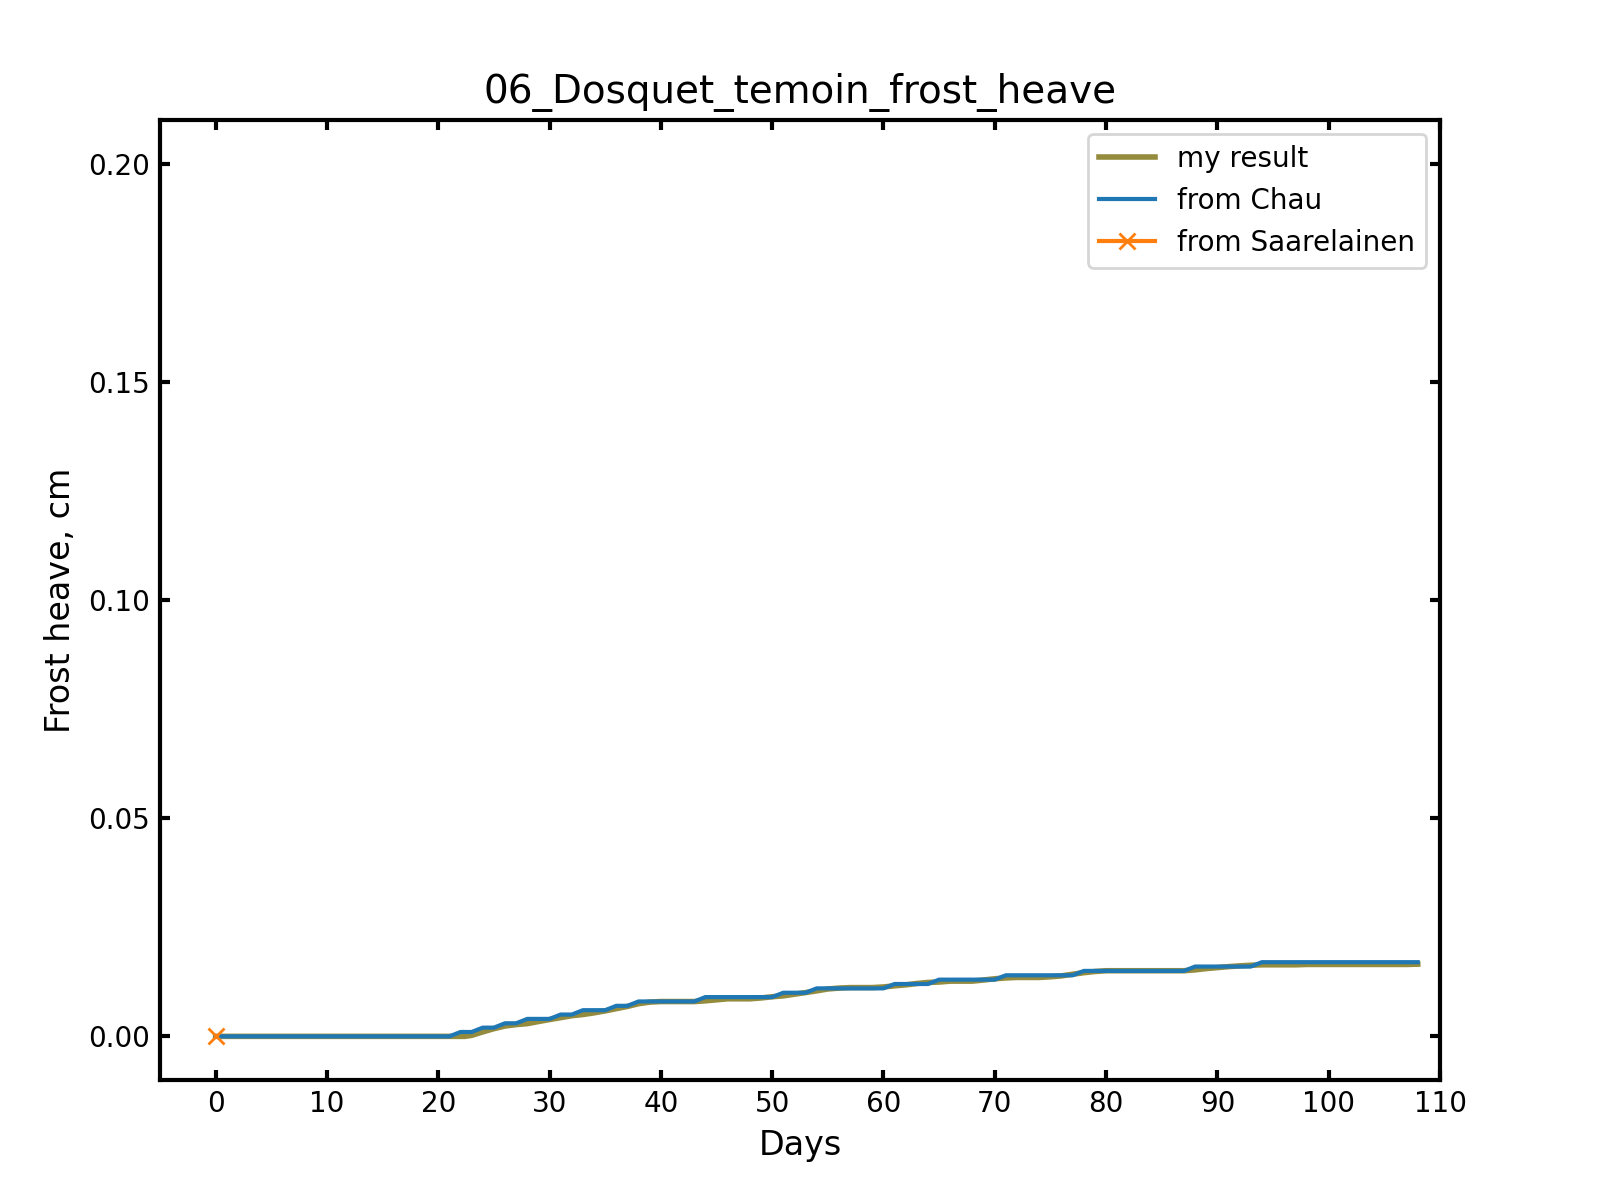 06_Dosquet_temoin_frost_heave
my result
from Chau
from Saarelainen
0.20
0.15
0.10
0.05
0.00
Frost heave, cm
0 10 20 30 40 50 60 70 80 90 100 110
Days